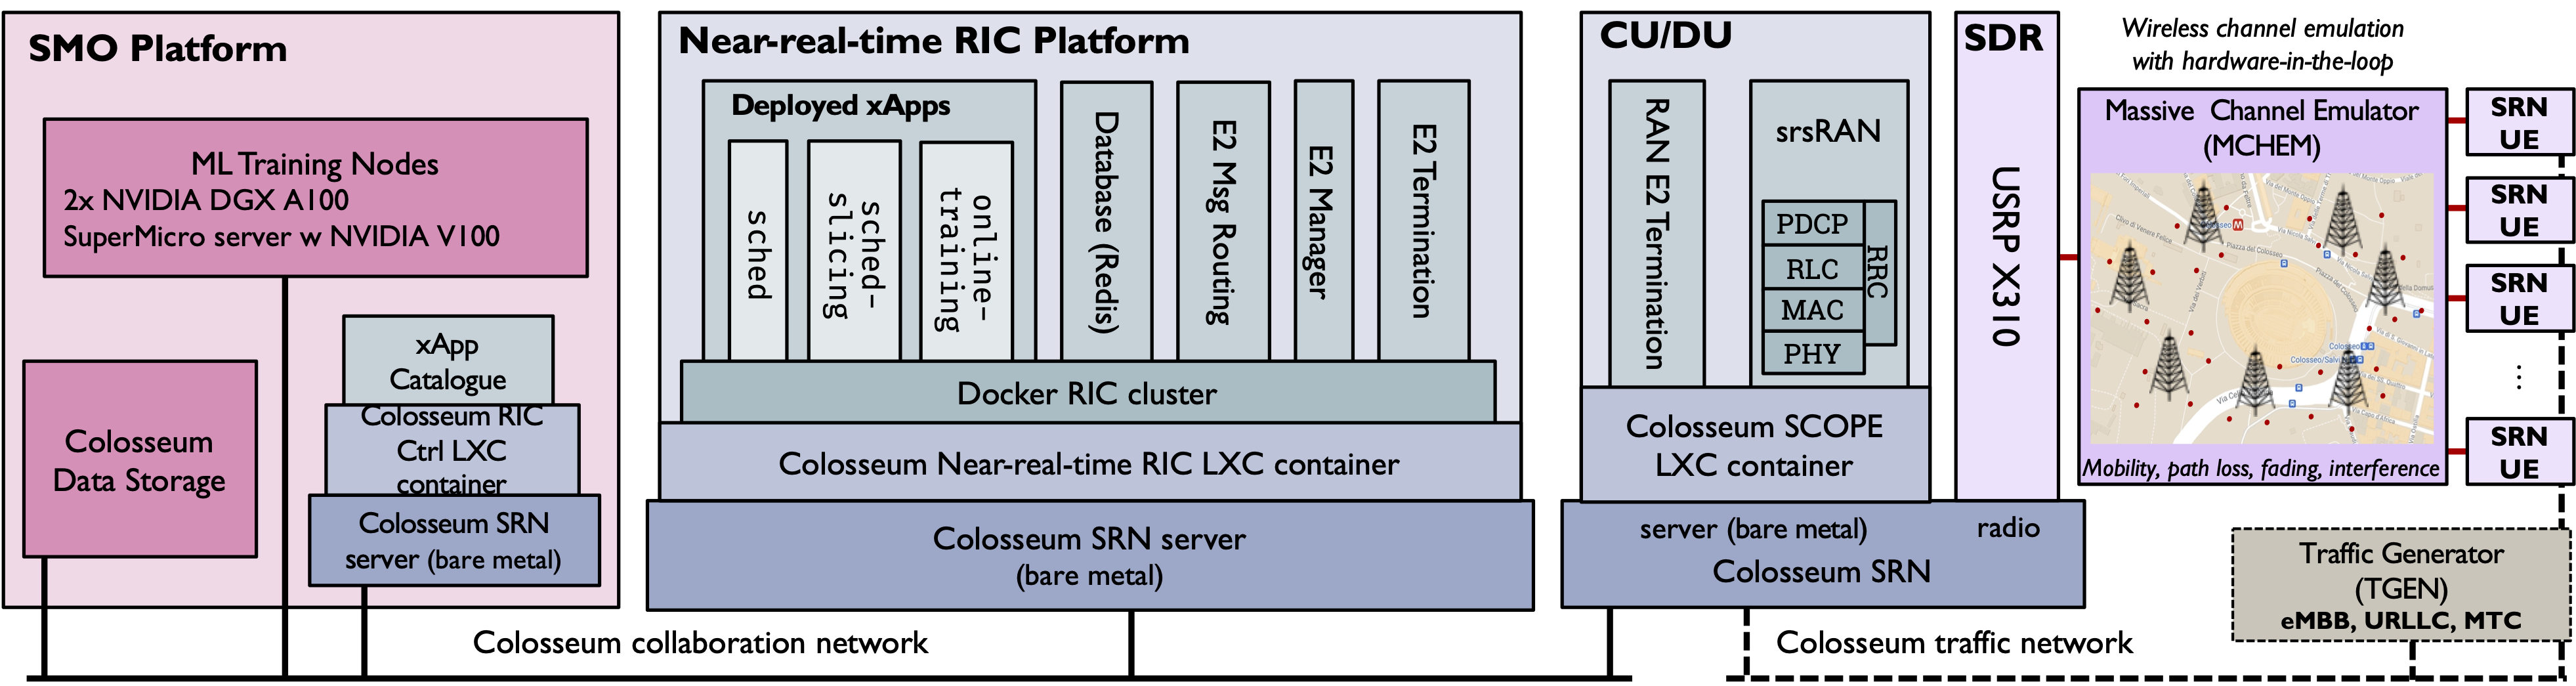 SMO Platform
ML Training Nodes
2x NVIDIA DGX A100
SuperMicro server w NVIDIA V100
xApp
Catalogue
Colosseum RIC
Ctrl LXC
container
Colosseum SRN
server (bare metal)
Colosseum
Data Storage
Near-real-time RIC Platform
Deployed xApps
sched
sched-
slicing
online-
training
Database (Redis)
E2 Msg Routing
E2 Manager
E2 Termination
Docker RIC cluster
Colosseum Near-real-time RIC LXC container
Colosseum SRN server
(bare metal)
CU/DU
RAN E2 Termination
srsRAN
PDCP
RLC
MAC
PHY
RRC
Colosseum SCOPE
LXC container
SDR
USRP X310
server (bare metal)
radio
Colosseum SRN
Wireless channel emulation
with hardware-in-the-loop
Massive Channel Emulator
(MCHEM)
Mobility, path loss, fading, interference
SRN
UE
SRN
UE
SRN
UE
⋮
SRN
UE
Traffic Generator
(TGEN)
eMBB, URLLC, MTC
Colosseum collaboration network
Colosseum traffic network